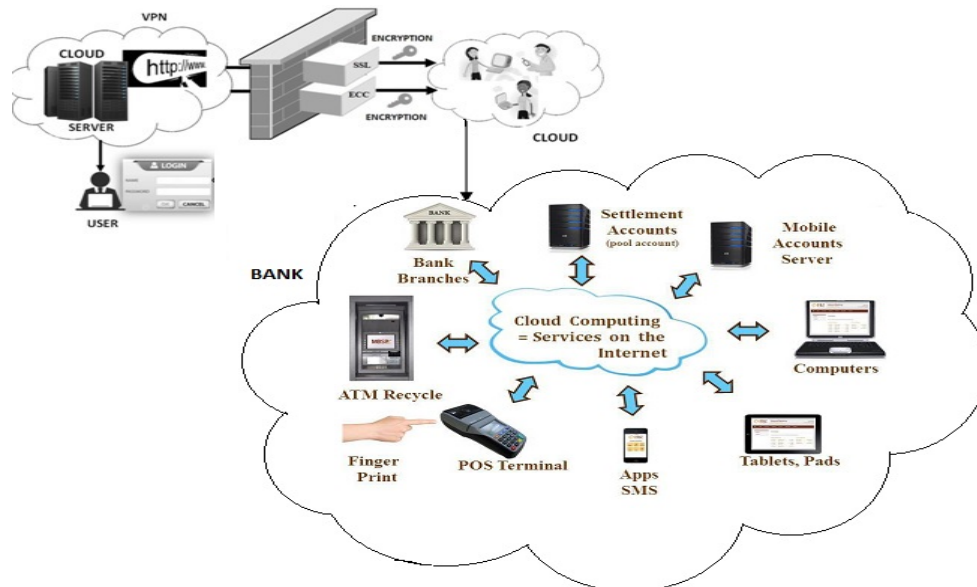 VPN
CLOUD
http://www.
SERVER
LOGIN
NAME
PASSWORD
CANCEL
USER
ENCRYPTION
SSL
ECC
ENCRYPTION
CLOUD
BANK
BANK
Bank
Branches
Settlement
Accounts
(pool account)
Mobile
Accounts
Server
Cloud Computing
= Services on the
Internet
ATM Recycle
Computers
Finger
Print
POS Terminal
Apps
SMS
Tablets, Pads